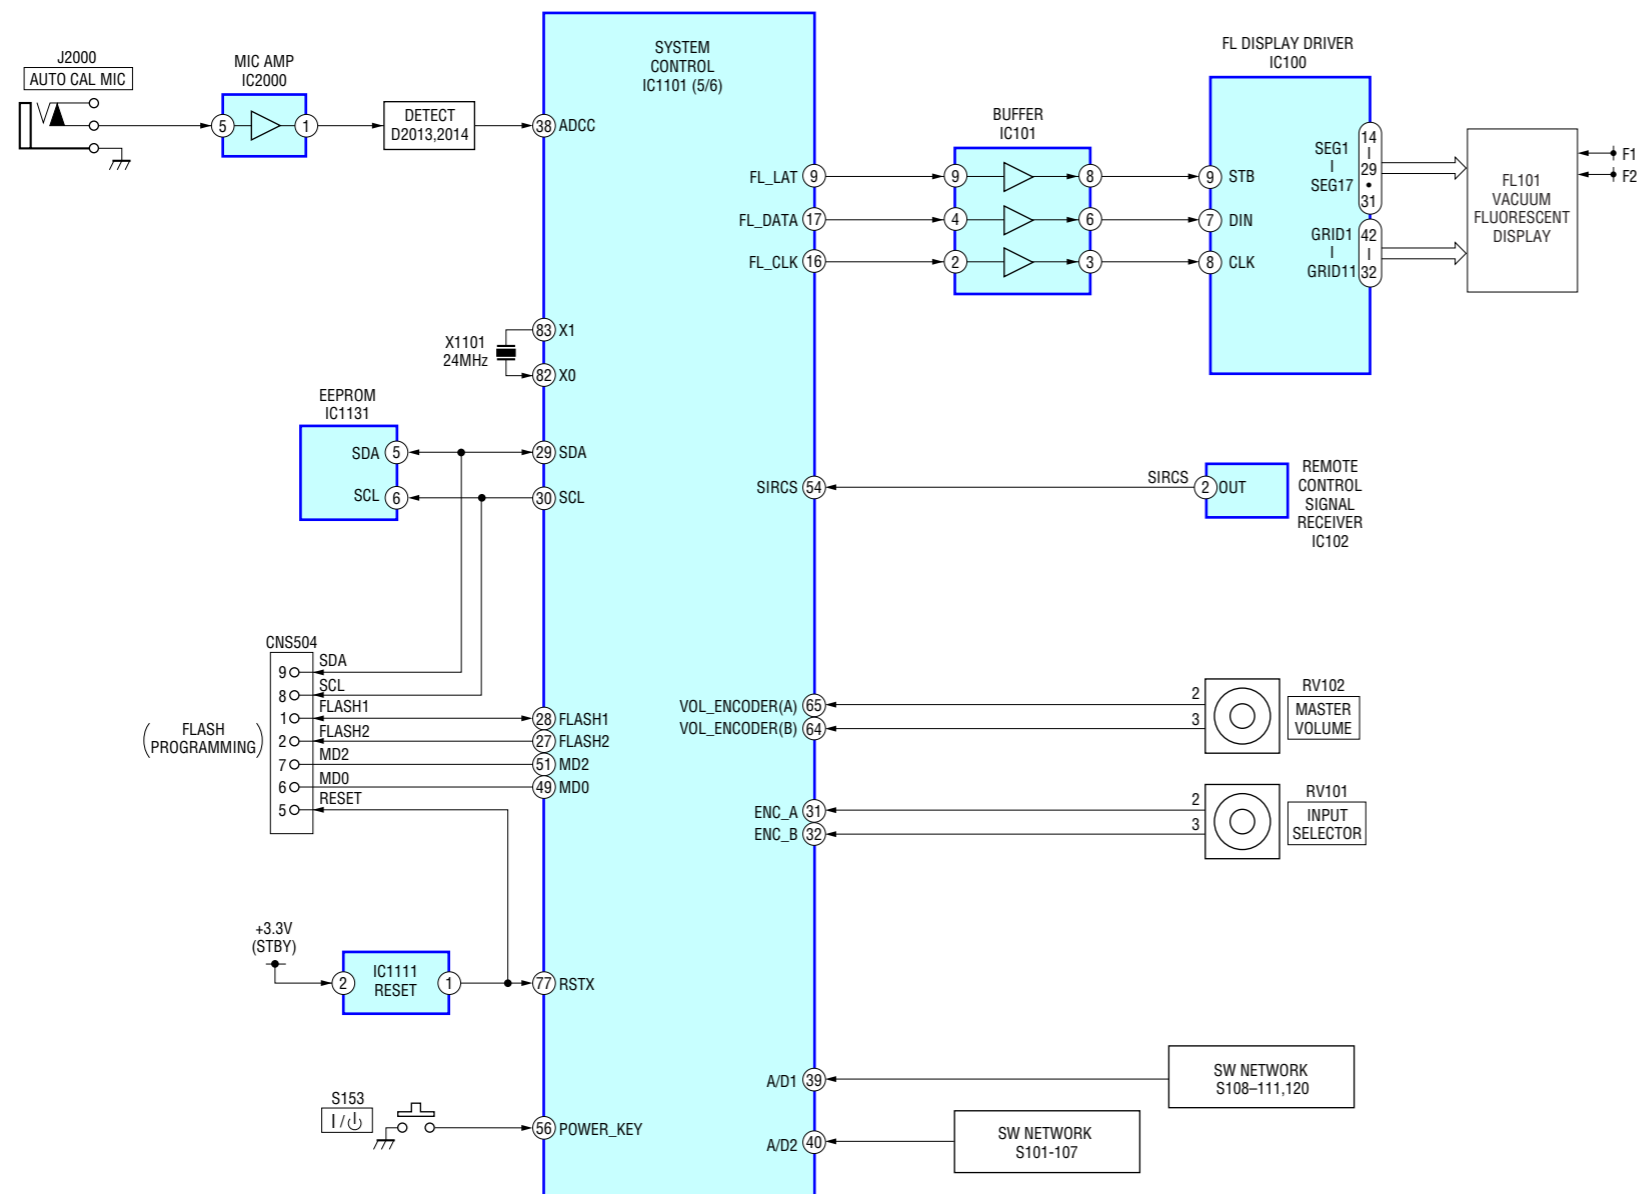 J2000
AUTO CAL MIC
MIC AMP
IC2000
5
1
DETECT
D2013,2014
38 ADCC
SYSTEM
CONTROL
IC1101 (5/6)
FL_LAT 9
FL_DATA 17
FL_CLK 16
BUFFER
IC101
9
8
4
6
2
3
FL DISPLAY DRIVER
IC100
9 STB
7 DIN
8 CLK
SEG1
I
SEG17
14
I
29
•
31
GRID1
I
GRID11
42
I
32
FL101
VACUUM
FLUORESCENT
DISPLAY
F1
F2
X1101
24MHz
83 X1
82 X0
EEPROM
IC1131
SDA 5
SCL 6
29 SDA
30 SCL
SIRCS 54
SIRCS
2 OUT
REMOTE
CONTROL
SIGNAL
RECEIVER
IC102
CNS504
(FLASH
PROGRAMMING)
9 SDA
8 SCL
1 FLASH1
2 FLASH2
7 MD2
6 MD0
5 RESET
28 FLASH1
27 FLASH2
51 MD2
49 MD0
VOL_ENCODER(A) 65
VOL_ENCODER(B) 64
2
3
RV102
MASTER
VOLUME
ENC_A 31
ENC_B 32
2
3
RV101
INPUT
SELECTOR
+3.3V
(STBY)
2
IC1111
RESET
1
77 RSTX
S153
I/⏻
56 POWER_KEY
A/D1 39
SW NETWORK
S108–111,120
A/D2 40
SW NETWORK
S101-107